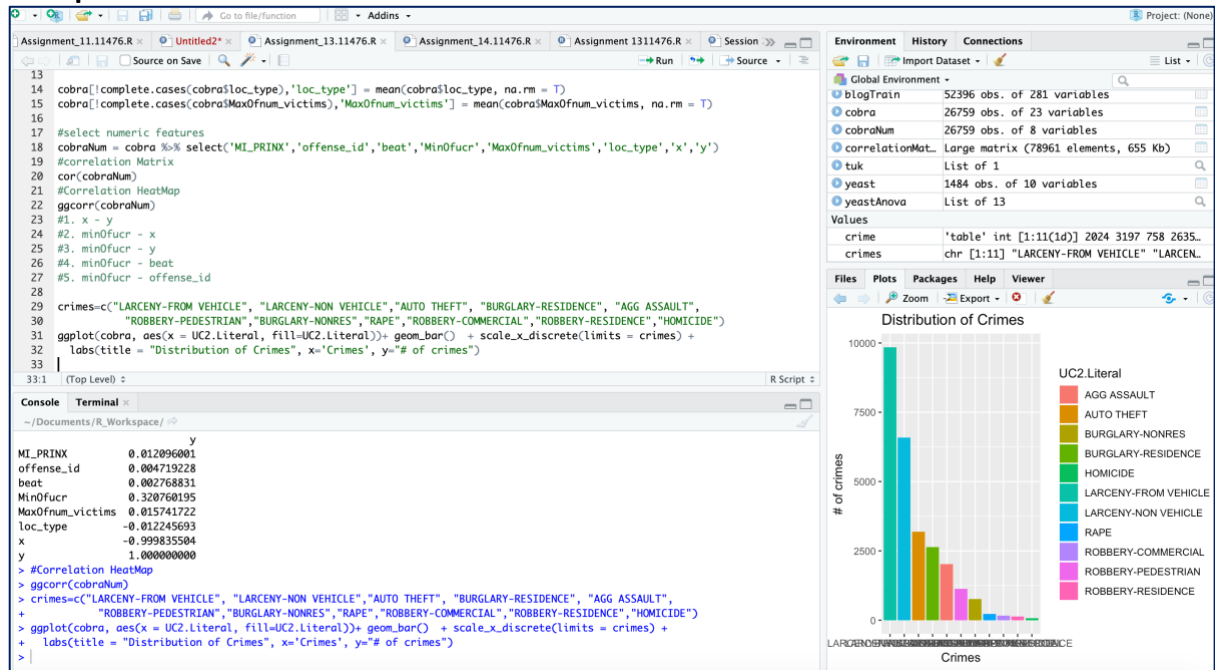 Go to file/function
Addins
Project: (None)
Assignment_11.11476.R
Untitled2*
Assignment_13.11476.R
Assignment_14.11476.R
Assignment 1311476.R
Session
Source on Save
Run
Source
13
14 cobra[!complete.cases(cobra$loc_type),'loc_type'] = mean(cobra$loc_type, na.rm = T)
15 cobra[!complete.cases(cobra$MaxOfnum_victims),'MaxOfnum_victims'] = mean(cobra$MaxOfnum_victims, na.rm = T)
16
17 #select numeric features
18 cobraNum = cobra %>% select('MI_PRINX','offense_id','beat','MinOfucr','MaxOfnum_victims','loc_type','x','y')
19 #correlation Matrix
20 cor(cobraNum)
21 #Correlation HeatMap
22 ggcorr(cobraNum)
23 #1. x - y
24 #2. minOfucr - x
25 #3. minOfucr - y
26 #4. minOfucr - beat
27 #5. minOfucr - offense_id
28
29 crimes=c("LARCENY-FROM VEHICLE", "LARCENY-NON VEHICLE","AUTO THEFT", "BURGLARY-RESIDENCE", "AGG ASSAULT",
30 "ROBBERY-PEDESTRIAN","BURGLARY-NONRES","RAPE","ROBBERY-COMMERCIAL","ROBBERY-RESIDENCE","HOMICIDE")
31 ggplot(cobra, aes(x = UC2.Literal, fill=UC2.Literal))+ geom_bar() + scale_x_discrete(limits = crimes) +
32 labs(title = "Distribution of Crimes", x='Crimes', y="# of crimes")
33
33:1 (Top Level) R Script
Console Terminal
~/Documents/R_Workspace/
y
MI_PRINX 0.012096001
offense_id 0.004719228
beat 0.002768831
MinOfucr 0.320760195
MaxOfnum_victims 0.015741722
loc_type -0.012245693
x -0.999835504
y 1.000000000
> #Correlation HeatMap
> ggcorr(cobraNum)
> crimes=c("LARCENY-FROM VEHICLE", "LARCENY-NON VEHICLE","AUTO THEFT", "BURGLARY-RESIDENCE", "AGG ASSAULT",
+ "ROBBERY-PEDESTRIAN","BURGLARY-NONRES","RAPE","ROBBERY-COMMERCIAL","ROBBERY-RESIDENCE","HOMICIDE")
> ggplot(cobra, aes(x = UC2.Literal, fill=UC2.Literal))+ geom_bar() + scale_x_discrete(limits = crimes) +
+ labs(title = "Distribution of Crimes", x='Crimes', y="# of crimes")
>
Environment History Connections
Import Dataset List
Global Environment
blogTrain 52396 obs. of 281 variables
cobra 26759 obs. of 23 variables
cobraNum 26759 obs. of 8 variables
correlationMat… Large matrix (78961 elements, 655 Kb)
tuk List of 1
yeast 1484 obs. of 10 variables
yeastAnova List of 13
Values
crime 'table' int [1:11(1d)] 2024 3197 758 2635…
crimes chr [1:11] "LARCENY-FROM VEHICLE" "LARCEN…
Files Plots Packages Help Viewer
Zoom Export
Distribution of Crimes
10000
7500
5000
2500
0
# of crimes
Crimes
UC2.Literal
AGG ASSAULT
AUTO THEFT
BURGLARY-NONRES
BURGLARY-RESIDENCE
HOMICIDE
LARCENY-FROM VEHICLE
LARCENY-NON VEHICLE
RAPE
ROBBERY-COMMERCIAL
ROBBERY-PEDESTRIAN
ROBBERY-RESIDENCE